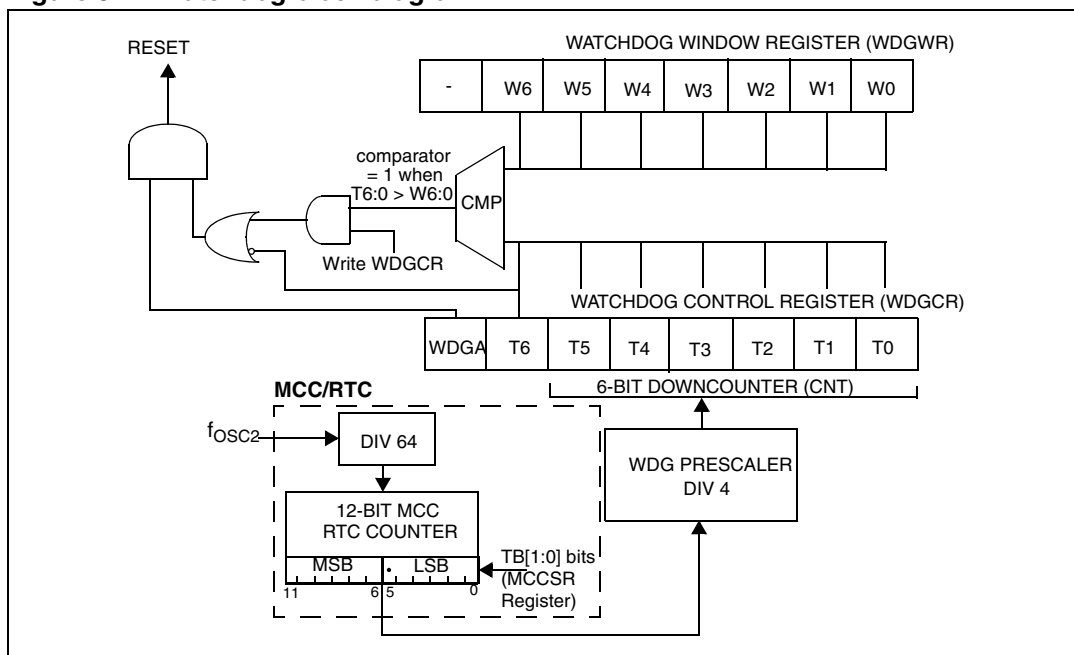 RESET
WATCHDOG WINDOW REGISTER (WDGWR)
-
W6
W5
W4
W3
W2
W1
W0
comparator
= 1 when
T6:0 > W6:0
CMP
Write WDGCR
WATCHDOG CONTROL REGISTER (WDGCR)
WDGA
T6
T5
T4
T3
T2
T1
T0
6-BIT DOWNCOUNTER (CNT)
MCC/RTC
fOSC2
DIV 64
WDG PRESCALER
DIV 4
12-BIT MCC
RTC COUNTER
MSB
LSB
TB[1:0] bits
(MCCSR
Register)
11
6
5
0